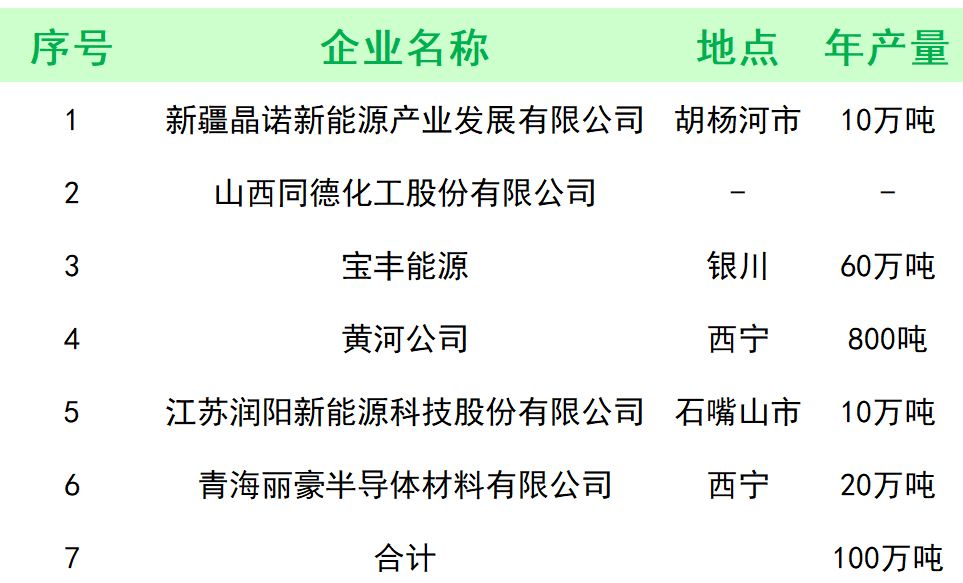 序号 企业名称 地点 年产量
1 新疆晶诺新能源产业发展有限公司 胡杨河市 10万吨
2 山西同德化工股份有限公司 - -
3 宝丰能源 银川 60万吨
4 黄河公司 西宁 800吨
5 江苏润阳新能源科技股份有限公司 石嘴山市 10万吨
6 青海丽豪半导体材料有限公司 西宁 20万吨
7 合计 100万吨